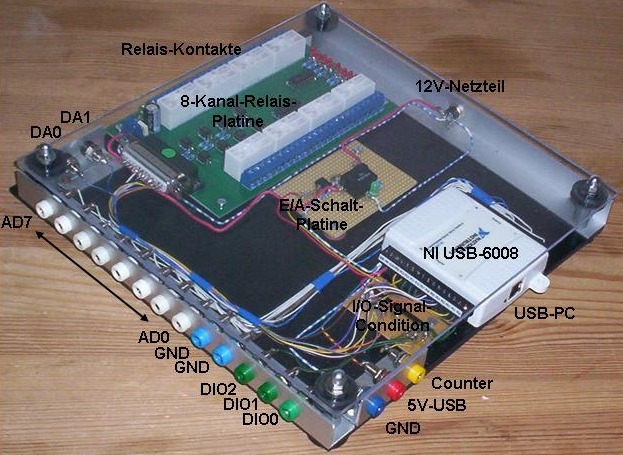 Relais-Kontakte
12V-Netzteil
8-Kanal-Relais-
Platine
DA1
DA0
E/A-Schalt-
Platine
AD7
NI USB-6008
USB-PC
I/O-Signal-
Condition
AD0
GND
GND
DIO2
DIO1
DIO0
Counter
5V-USB
GND